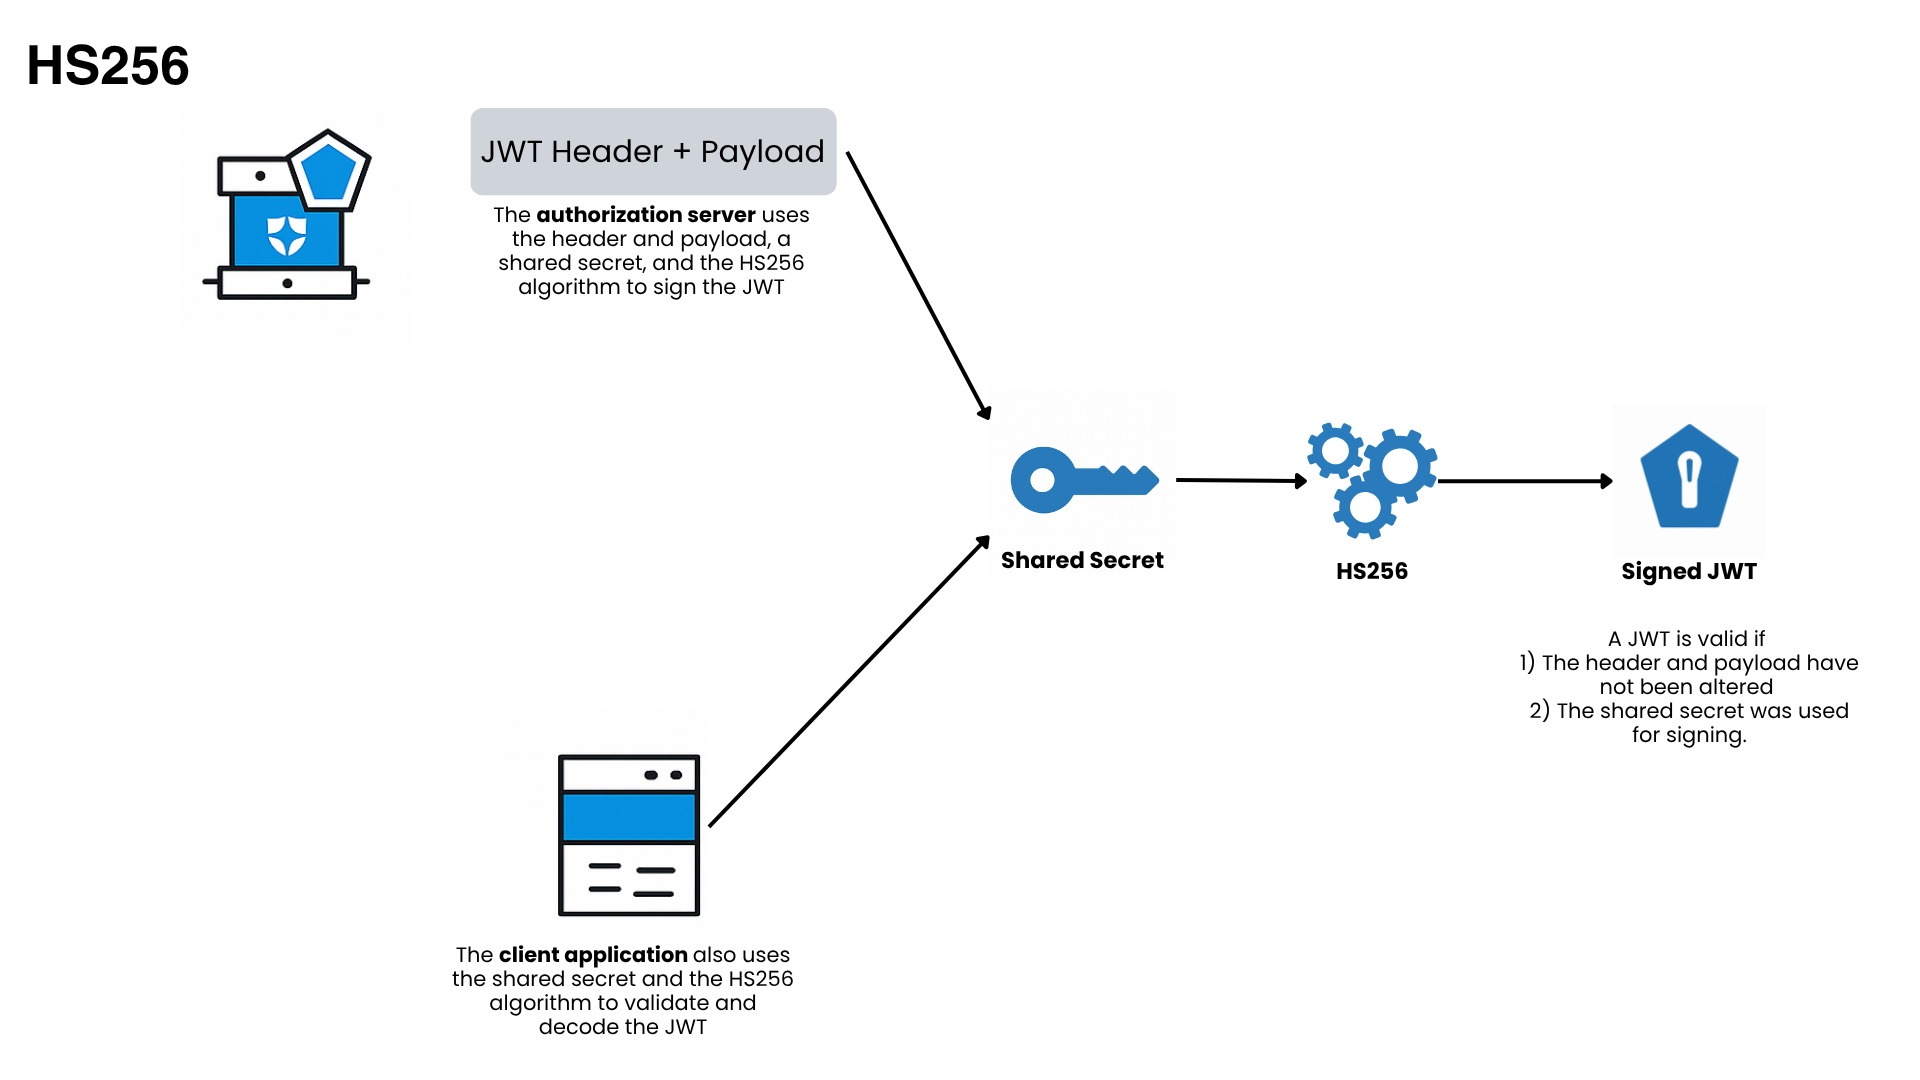 HS256
JWT Header + Payload
The authorization server uses
the header and payload, a
shared secret, and the HS256
algorithm to sign the JWT
Shared Secret
HS256
Signed JWT
A JWT is valid if
1) The header and payload have
not been altered
2) The shared secret was used
for signing.
The client application also uses
the shared secret and the HS256
algorithm to validate and
decode the JWT